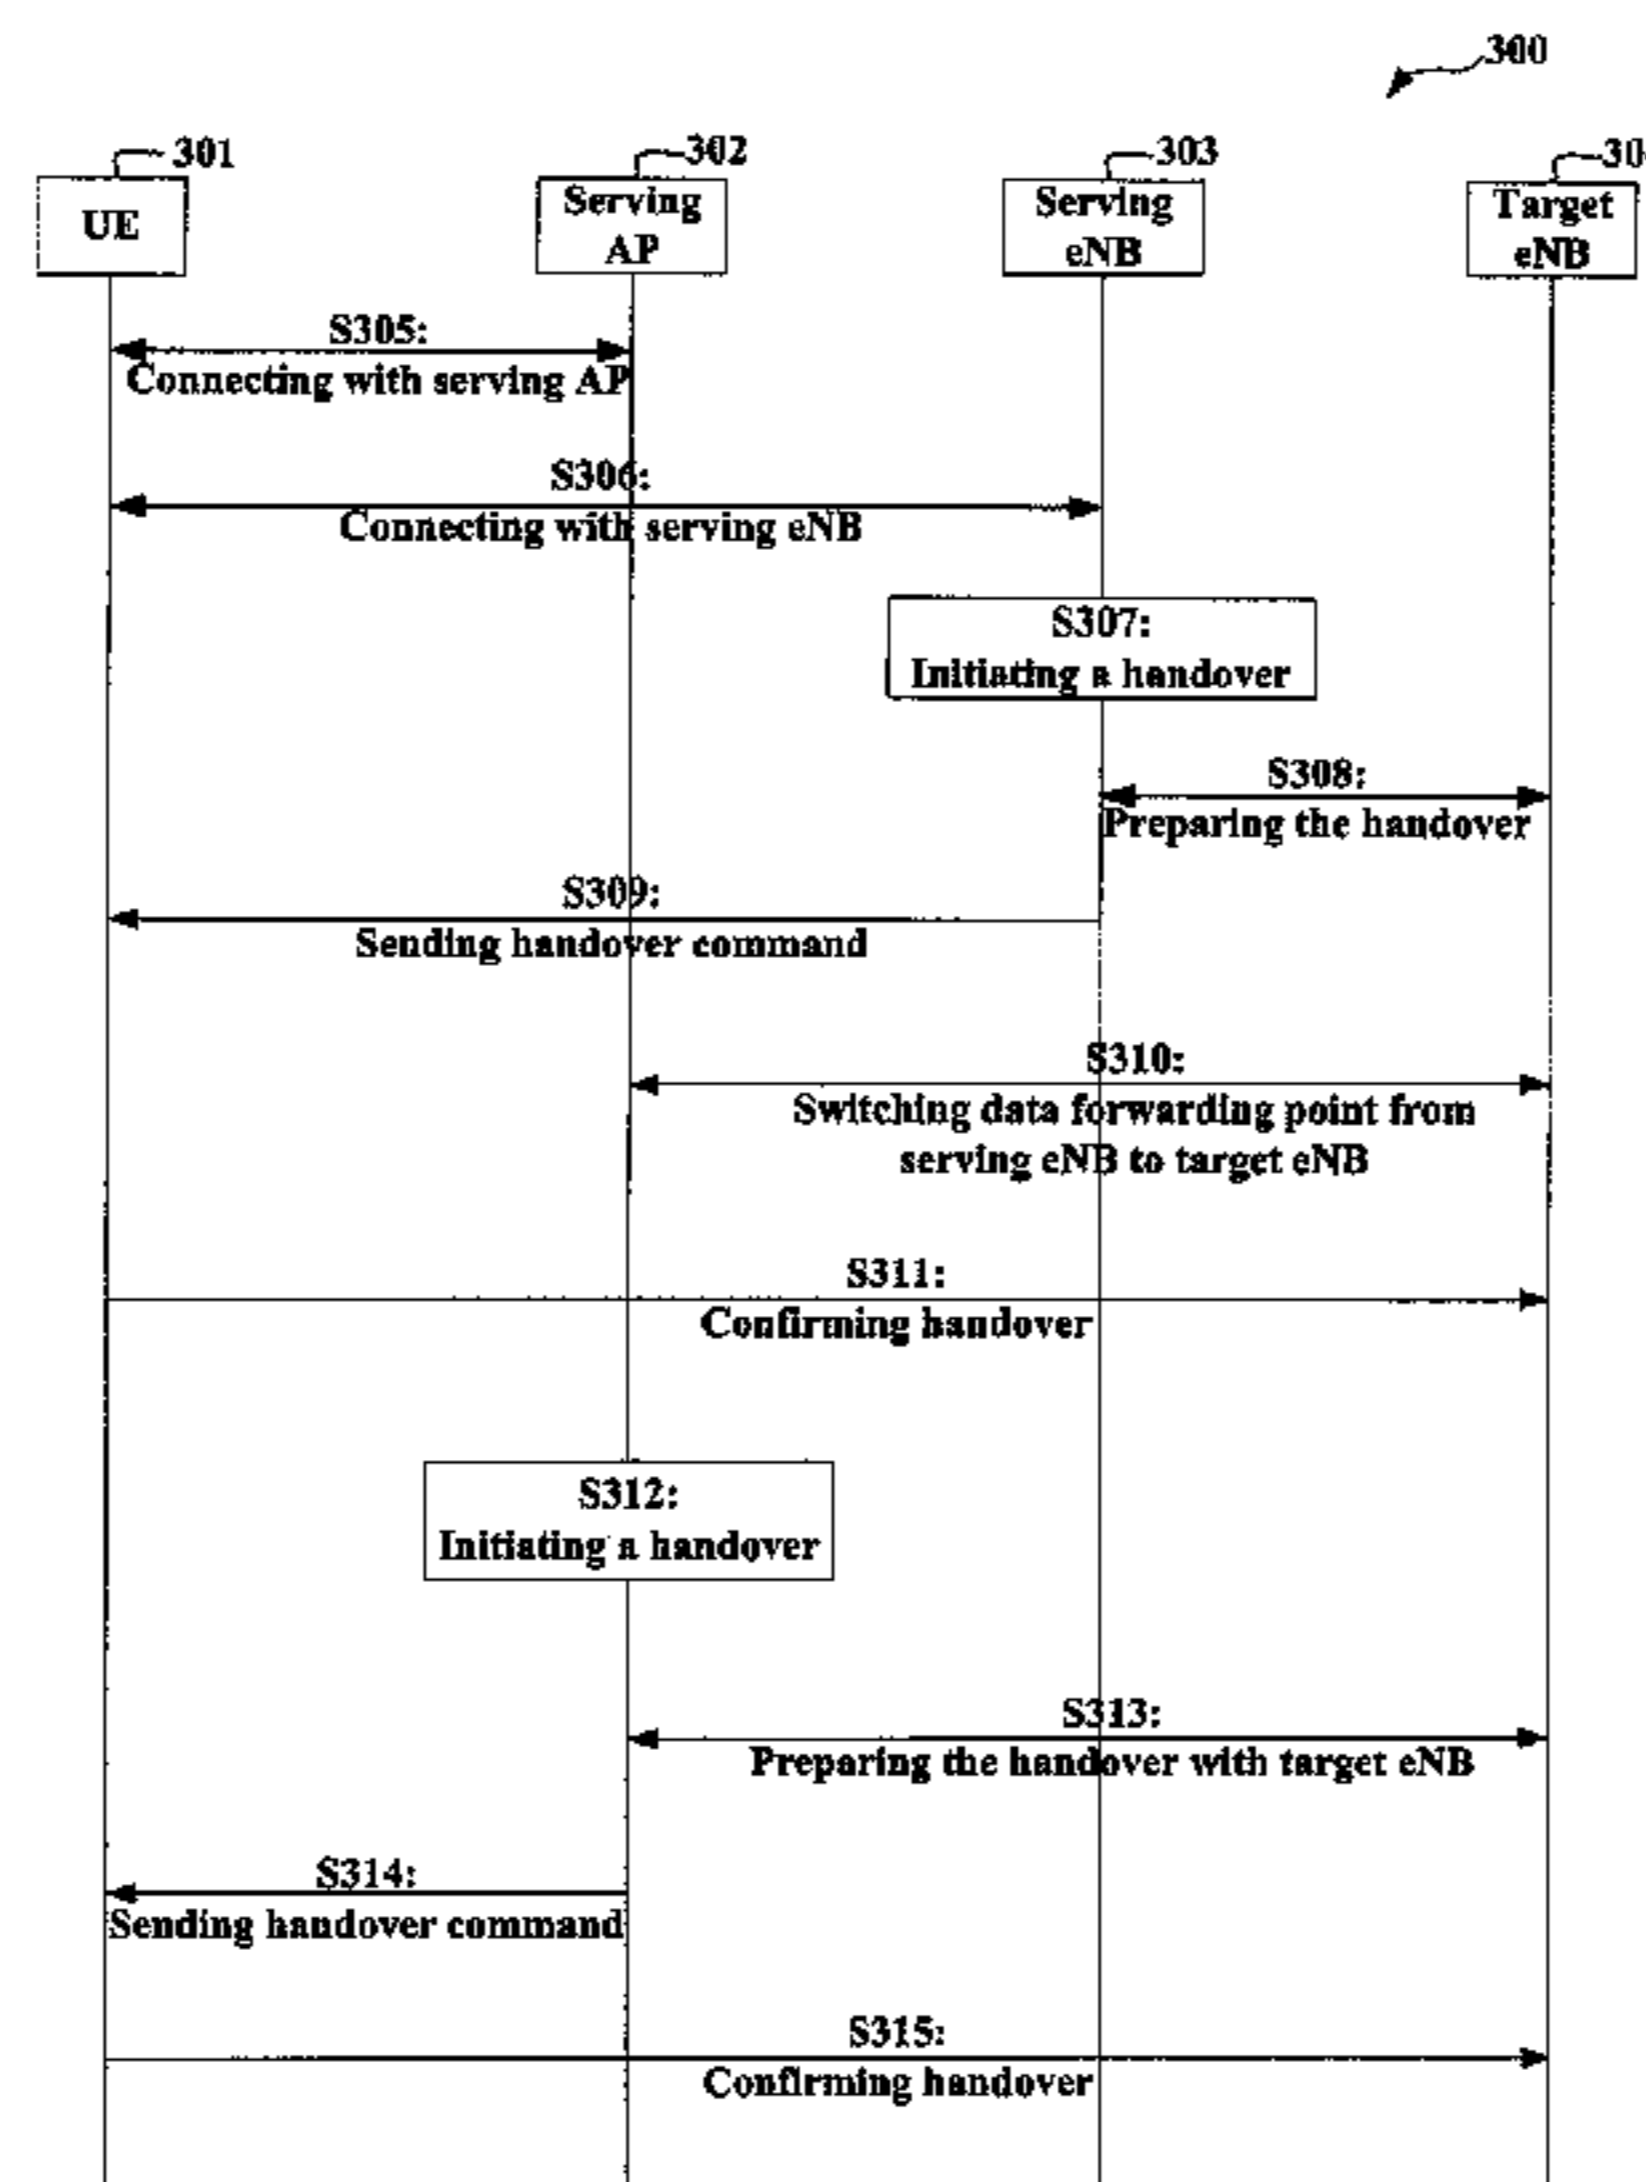 300
301
302
303
30
UE
Serving
AP
Serving
eNB
Target
eNB
S305:
Connecting with serving AP
S306:
Connecting with serving eNB
S307:
Initiating a handover
S308:
Preparing the handover
S309:
Sending handover command
S310:
Switching data forwarding point from
serving eNB to target eNB
S311:
Confirming handover
S312:
Initiating a handover
S313:
Preparing the handover with target eNB
S314:
Sending handover command
S315:
Confirming handover